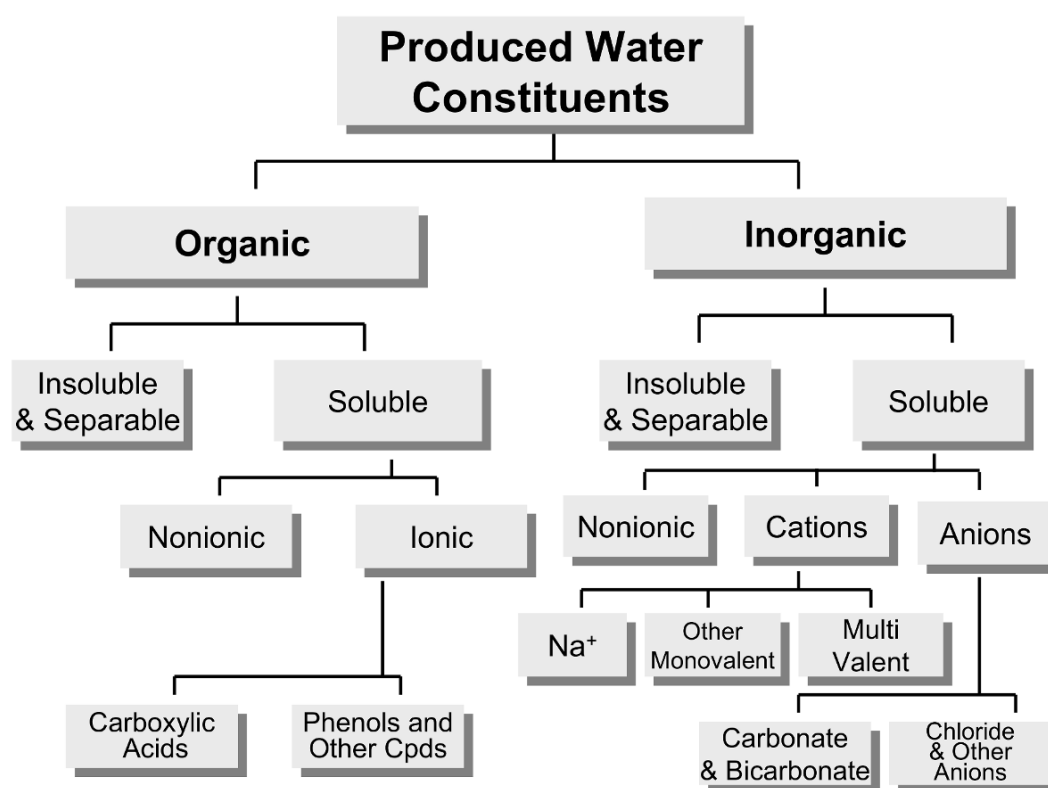 Produced Water
Constituents
Organic
Inorganic
Insoluble
& Separable
Soluble
Insoluble
& Separable
Soluble
Nonionic
Ionic
Nonionic
Cations
Anions
Na⁺
Other
Monovalent
Multi
Valent
Carboxylic
Acids
Phenols and
Other Cpds
Carbonate
& Bicarbonate
Chloride
& Other
Anions